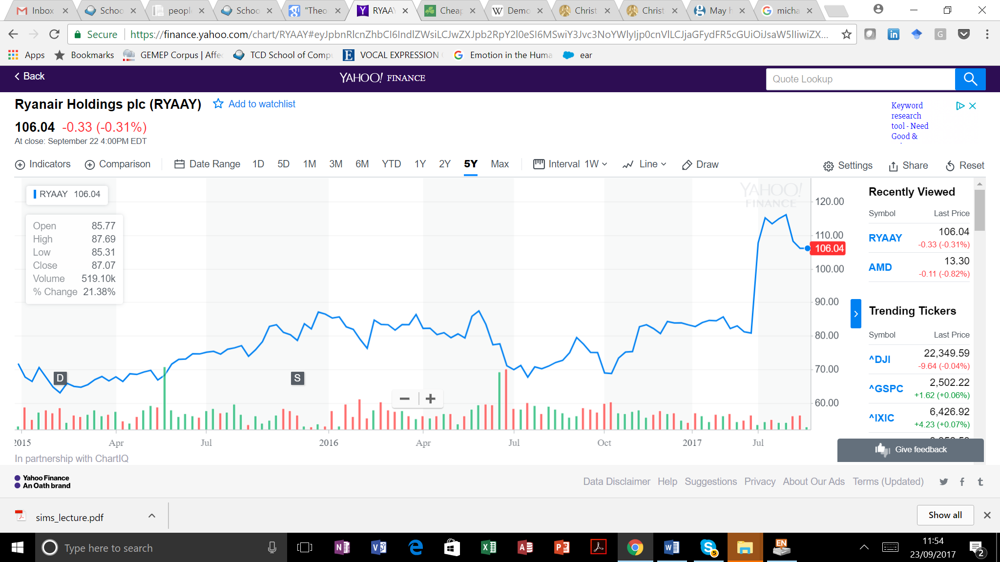 Inbox
Schoo
peopl
Schoo
"Theo
RYAA
Cheap
Demo
Christ
Christ
May h
micha
Secure
https://finance.yahoo.com/chart/RYAAY#eyJpbnRlcnZhbCI6IndlZWsiLCJwZXJpb2RpY2l0eSI6MSwiY3Jvc3NoYWlyIjp0cnVlLCJjaGFydFR5cGUiOiJsaW5lIiwiZX...
Apps
Bookmarks
GEMEP Corpus | Affec
TCD School of Compu
VOCAL EXPRESSION
Emotion in the Huma
ear
Back
YAHOO! FINANCE
Quote Lookup
Ryanair Holdings plc (RYAAY)
Add to watchlist
106.04 -0.33 (-0.31%)
At close: September 22 4:00PM EDT
Keyword
research
tool - Need
Good &
Indicators
Comparison
Date Range
1D 5D 1M 3M 6M YTD 1Y 2Y 5Y Max
Interval 1W
Line
Draw
Settings
Share
Reset
RYAAY 106.04
Open 85.77
High 87.69
Low 85.31
Close 87.07
Volume 519.10k
% Change 21.38%
YAHOO!
FINANCE
120.00
110.00
106.04
100.00
90.00
80.00
70.00
60.00
D
S
2015 Apr Jul 2016 Apr Jul Oct 2017 Jul
In partnership with ChartIQ
Recently Viewed
Symbol Last Price
RYAAY 106.04
-0.33 (-0.31%)
AMD 13.30
-0.11 (-0.82%)
Trending Tickers
Symbol Last Price
^DJI 22,349.59
-9.64 (-0.04%)
^GSPC 2,502.22
+1.62 (+0.06%)
^IXIC 6,426.92
+4.23 (+0.07%)
Give feedback
Yahoo Finance
An Oath brand
Data Disclaimer Help Suggestions Privacy About Our Ads Terms (Updated)
sims_lecture.pdf
Show all
Type here to search
EN
5
11:54
23/09/2017
2